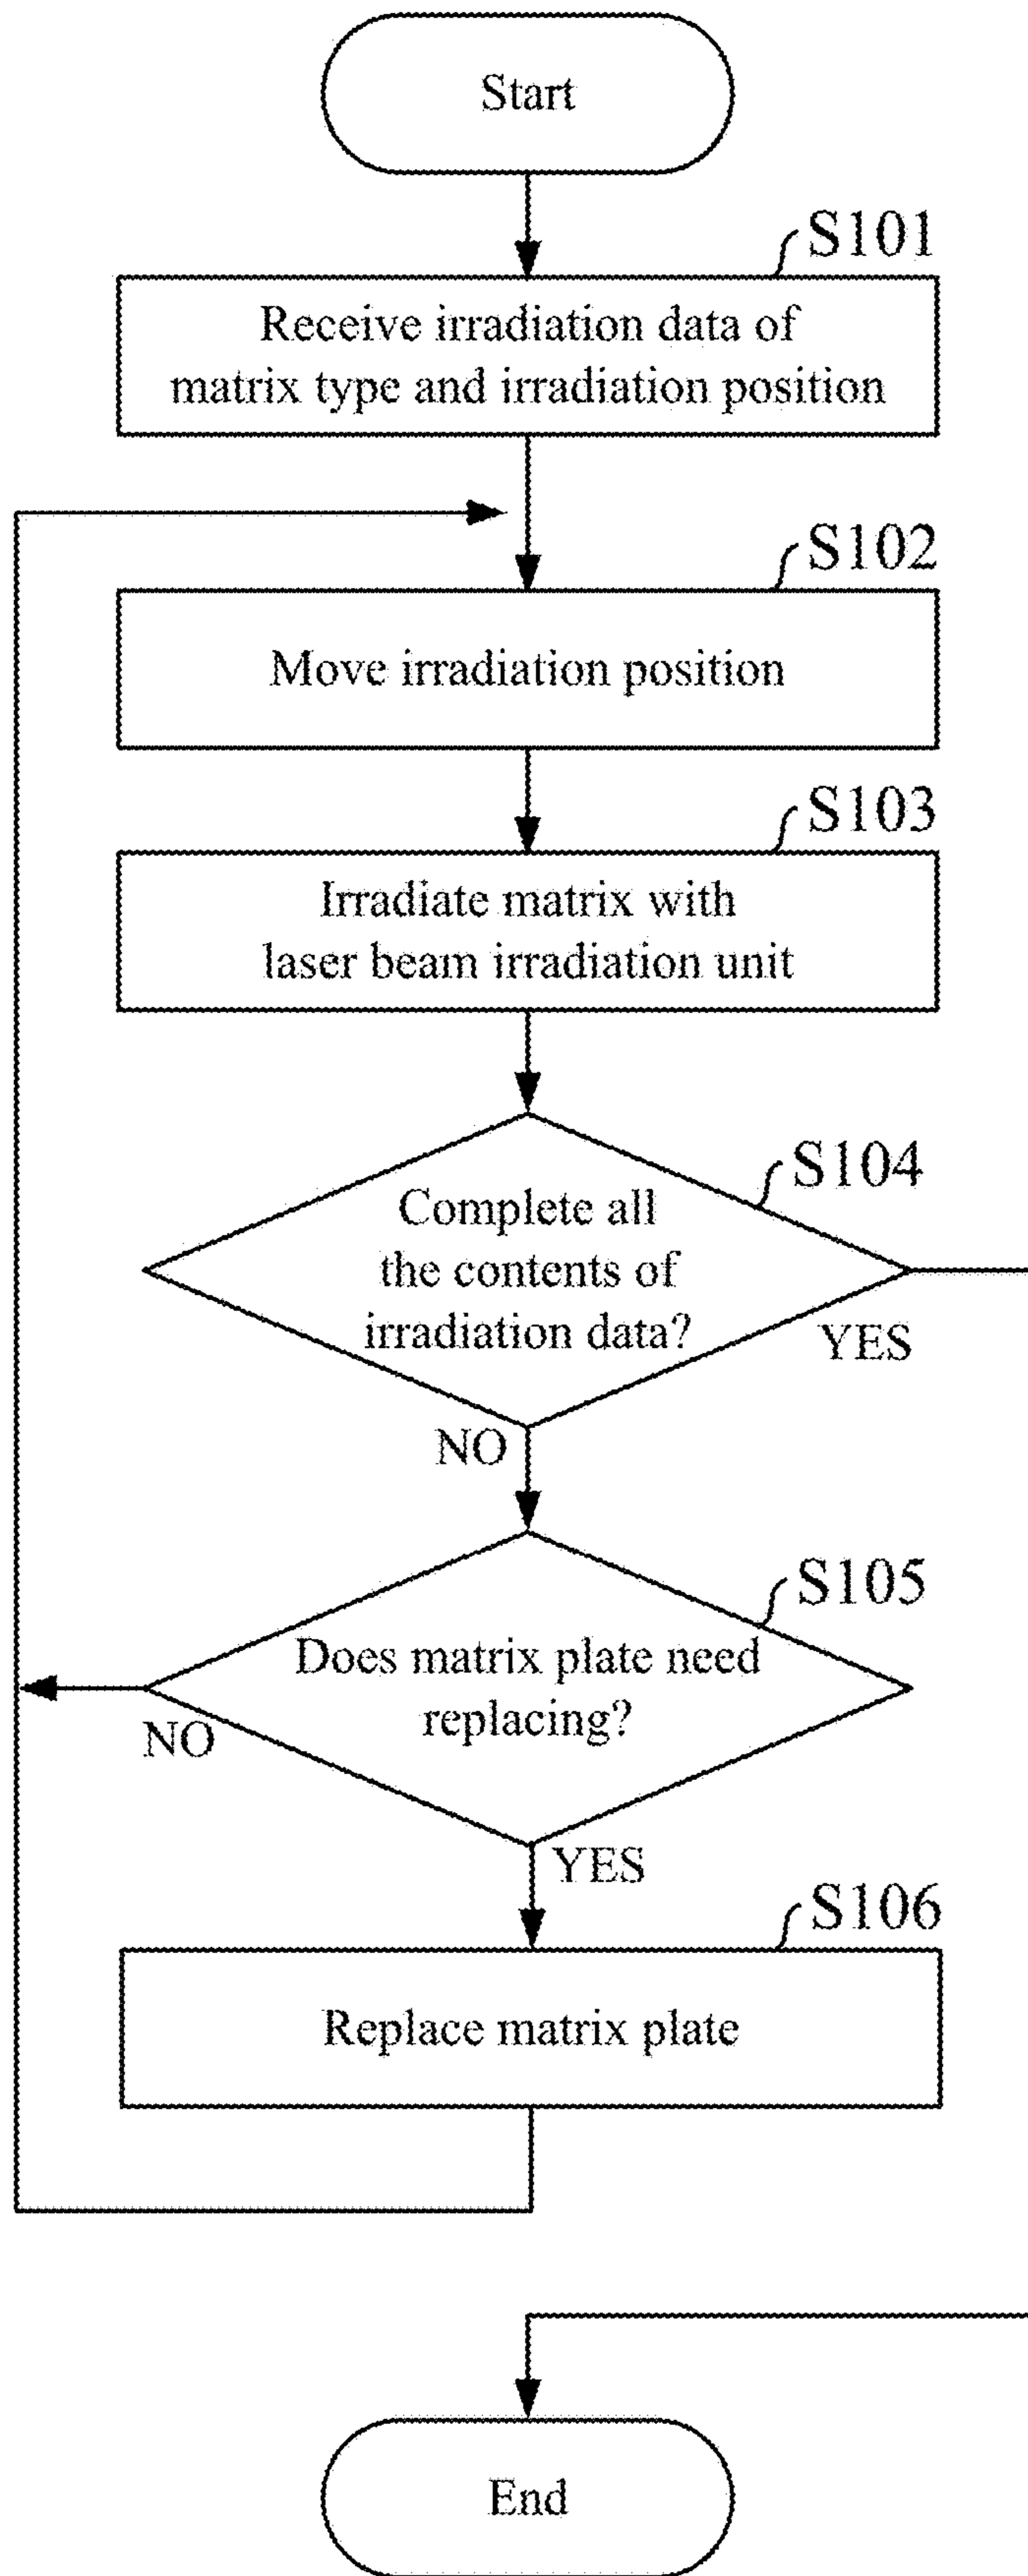 Start
S101
Receive irradiation data of
matrix type and irradiation position
S102
Move irradiation position
S103
Irradiate matrix with
laser beam irradiation unit
S104
Complete all
the contents of
irradiation data?
YES
NO
S105
Does matrix plate need
replacing?
NO
YES
S106
Replace matrix plate
End